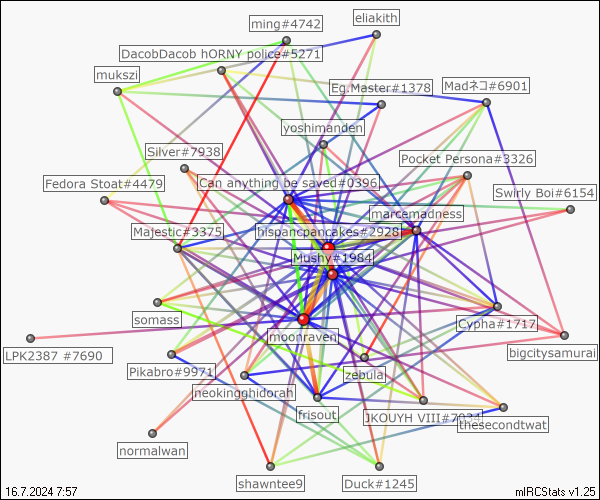 ming#4742
eliakith
DacobDacob hORNY police#5271
mukszi
Eg.Master#1378
Madネコ#6901
yoshimanden
Silver#7938
Pocket Persona#3326
Fedora Stoat#4479
Can anything be saved#0396
Swirly Boi#6154
marcemadness
Majestic#3375
hispancpancakes#2928
Mushy#1984
somass
Cypha#1717
moonraven
LPK2387 #7690
bigcitysamurai
Pikabro#9971
zebula
neokingghidorah
frisout
JKOUYH VIII#7034
thesecondtwat
normalwan
shawntee9
Duck#1245
16.7.2024 7:57
mIRCStats v1.25